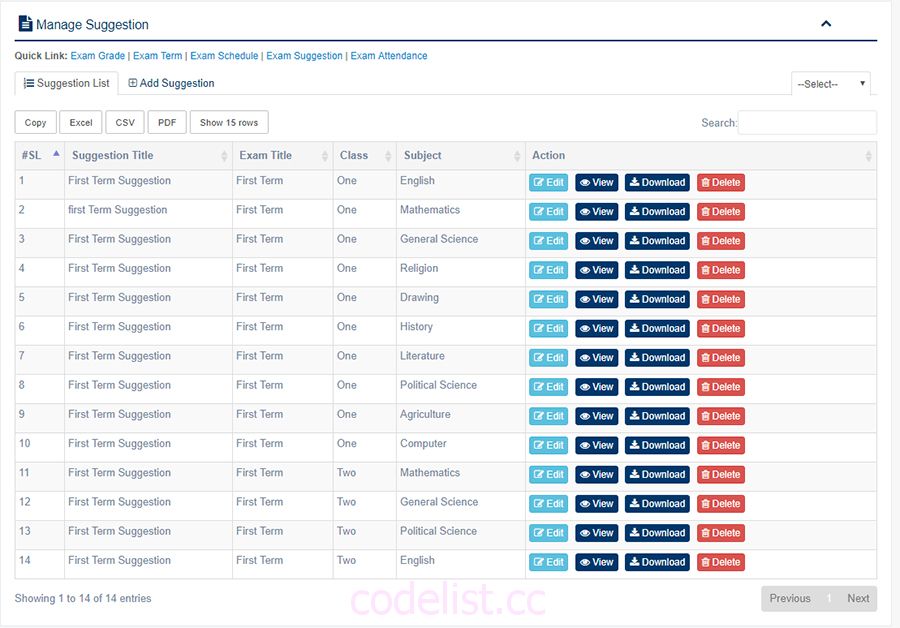 Manage Suggestion
Quick Link: Exam Grade | Exam Term | Exam Schedule | Exam Suggestion | Exam Attendance
Suggestion List Add Suggestion --Select--
Copy Excel CSV PDF Show 15 rows Search:
#SL Suggestion Title Exam Title Class Subject Action
1 First Term Suggestion First Term One English Edit View Download Delete
2 first Term Suggestion First Term One Mathematics Edit View Download Delete
3 First Term Suggestion First Term One General Science Edit View Download Delete
4 First Term Suggestion First Term One Religion Edit View Download Delete
5 First Term Suggestion First Term One Drawing Edit View Download Delete
6 First Term Suggestion First Term One History Edit View Download Delete
7 First Term Suggestion First Term One Literature Edit View Download Delete
8 First Term Suggestion First Term One Political Science Edit View Download Delete
9 First Term Suggestion First Term One Agriculture Edit View Download Delete
10 First Term Suggestion First Term One Computer Edit View Download Delete
11 First Term Suggestion First Term Two Mathematics Edit View Download Delete
12 First Term Suggestion First Term Two General Science Edit View Download Delete
13 First Term Suggestion First Term Two Political Science Edit View Download Delete
14 First Term Suggestion First Term Two English Edit View Download Delete
Showing 1 to 14 of 14 entries codelist.cc Previous 1 Next